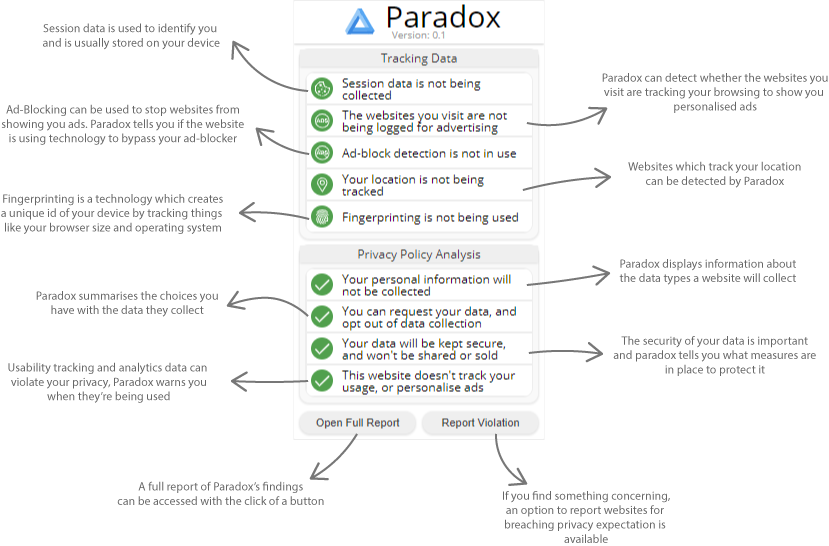 Paradox
Version: 0.1
Session data is used to identify you
and is usually stored on your device
Ad-Blocking can be used to stop websites from
showing you ads. Paradox tells you if the website
is using technology to bypass your ad-blocker
Fingerprinting is a technology which creates
a unique id of your device by tracking things
like your browser size and operating system
Paradox summarises the choices you
have with the data they collect
Usability tracking and analytics data can
violate your privacy, Paradox warns you
when they're being used
Tracking Data
Session data is not being
collected
ADS
The websites you visit are not
being logged for advertising
ADS
Ad-block detection is not in use
Your location is not being
tracked
Fingerprinting is not being used
Privacy Policy Analysis
Your personal information will
not be collected
You can request your data, and
opt out of data collection
Your data will be kept secure,
and won't be shared or sold
This website doesn't track your
usage, or personalise ads
Open Full Report
Report Violation
Paradox can detect whether the websites you
visit are tracking your browsing to show you
personalised ads
Websites which track your location
can be detected by Paradox
Paradox displays information about
the data types a website will collect
The security of your data is important
and paradox tells you what measures are
in place to protect it
A full report of Paradox's findings
can be accessed with the click of a button
If you find something concerning,
an option to report websites for
breaching privacy expectation is
available